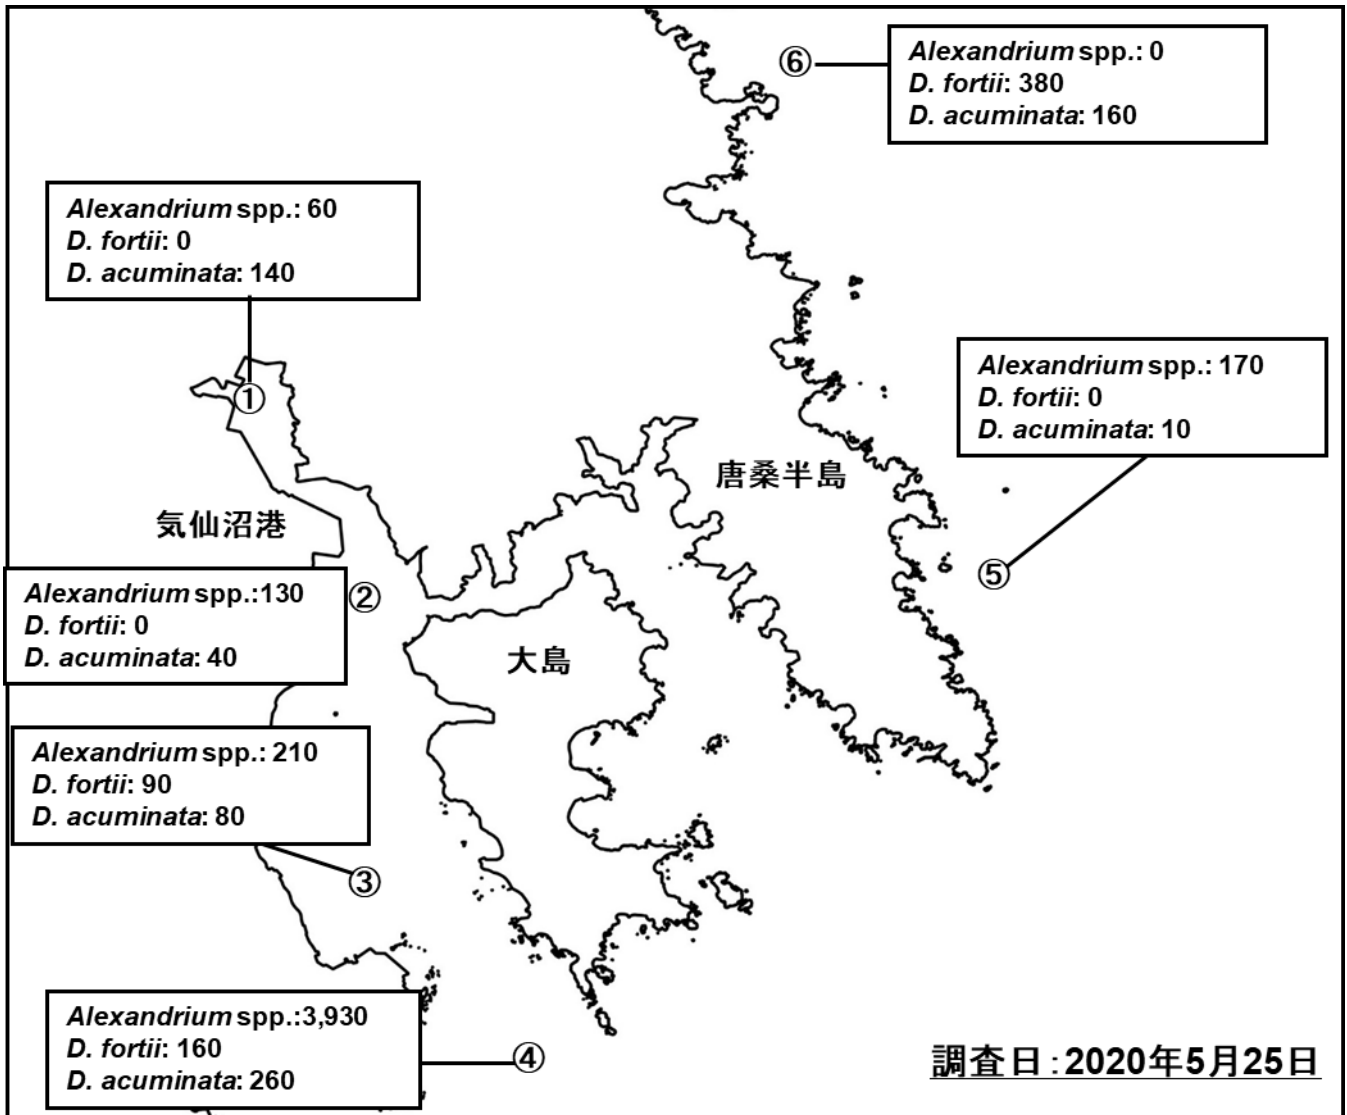 ⑥
Alexandrium spp.: 0
D. fortii: 380
D. acuminata: 160
Alexandrium spp.: 60
D. fortii: 0
D. acuminata: 140
①
Alexandrium spp.: 170
D. fortii: 0
D. acuminata: 10
唐桑半島
気仙沼港
⑤
Alexandrium spp.:130
D. fortii: 0
D. acuminata: 40
②
大島
Alexandrium spp.: 210
D. fortii: 90
D. acuminata: 80
③
Alexandrium spp.:3,930
D. fortii: 160
D. acuminata: 260
④
調査日:2020年5月25日